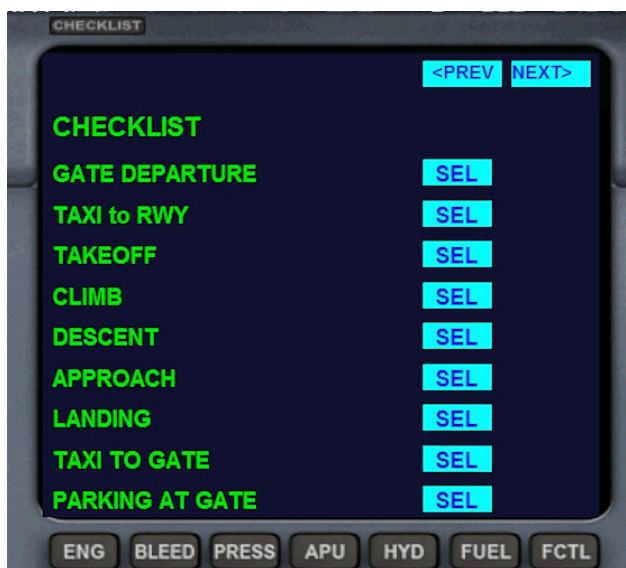 CHECKLIST
<PREV NEXT>
CHECKLIST
GATE DEPARTURE SEL
TAXI to RWY SEL
TAKEOFF SEL
CLIMB SEL
DESCENT SEL
APPROACH SEL
LANDING SEL
TAXI TO GATE SEL
PARKING AT GATE SEL
ENG BLEED PRESS APU HYD FUEL FCTL